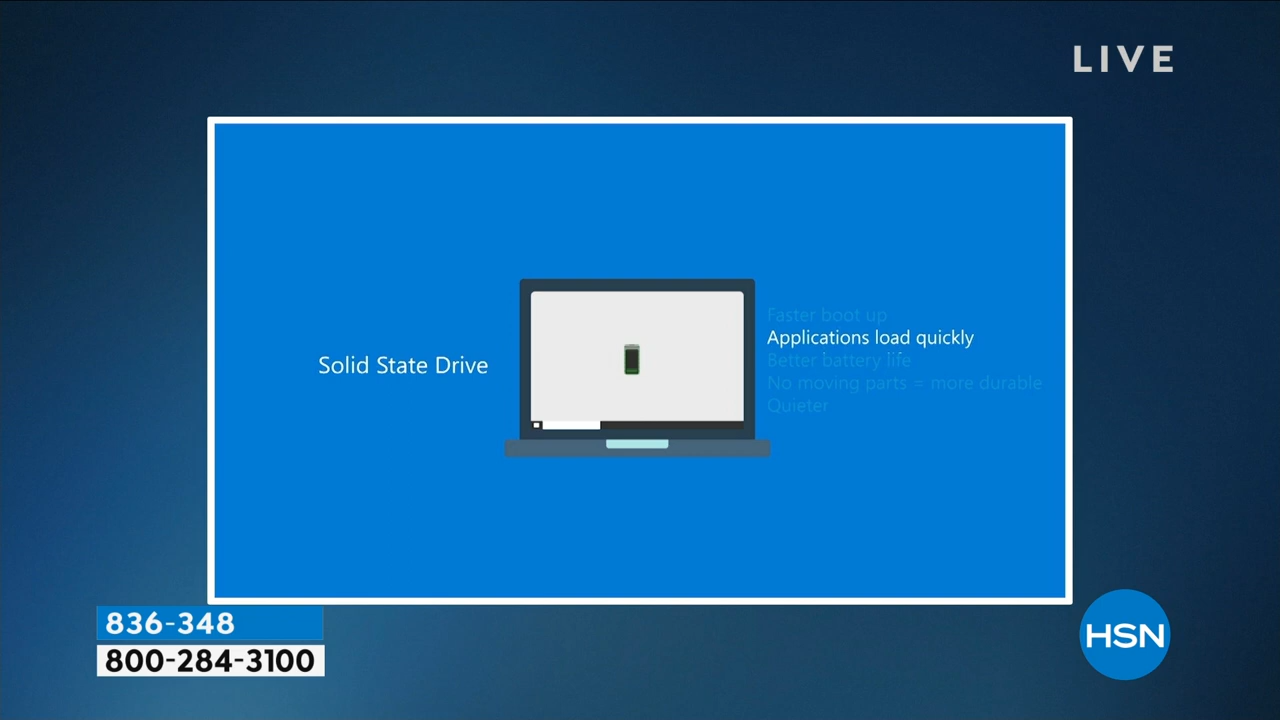 LIVE
Solid State Drive
Faster boot up
Applications load quickly
Better battery life
No moving parts = more durable
Quieter
836-348
800-284-3100
HSN